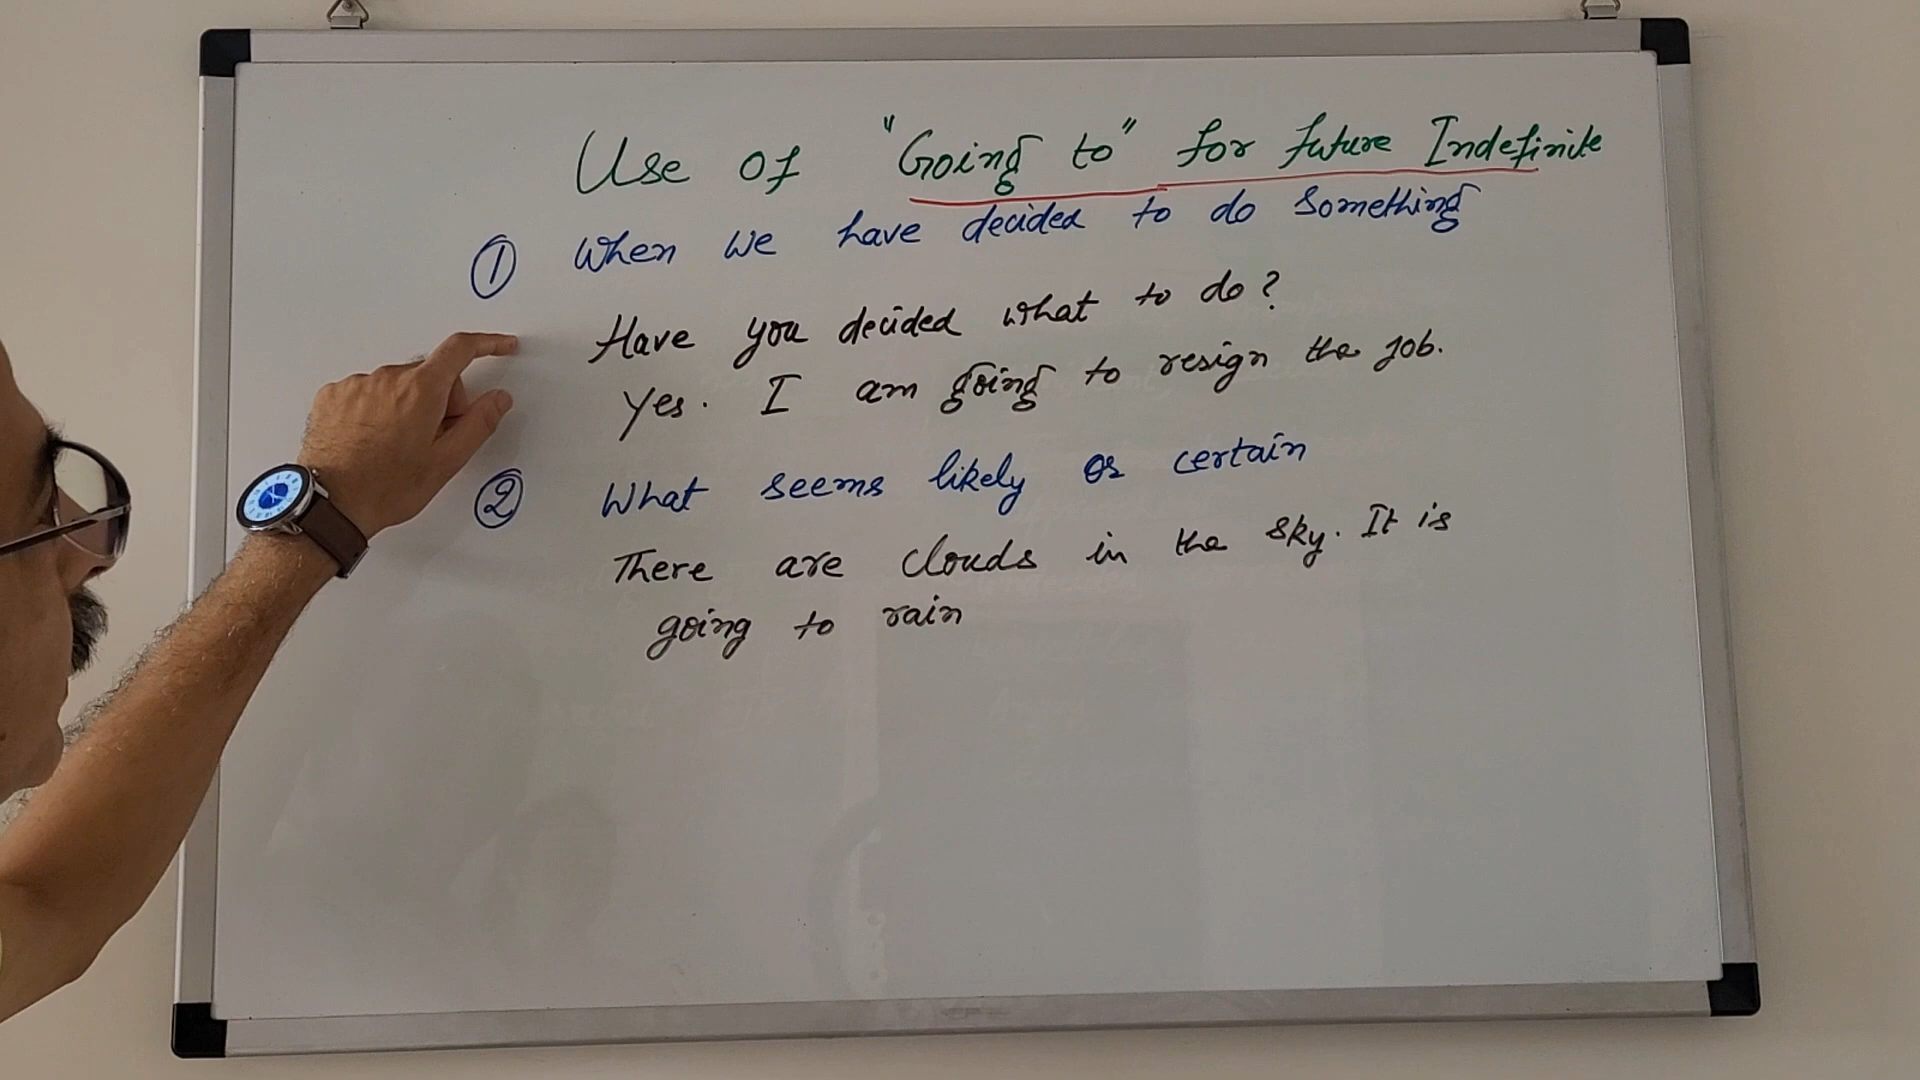 Use of "Going to" for future Indefinite
① When we have decided to do something
Have you decided what to do?
Yes. I am going to resign the job.
② What seems likely or certain
There are clouds in the sky. It is
going to rain